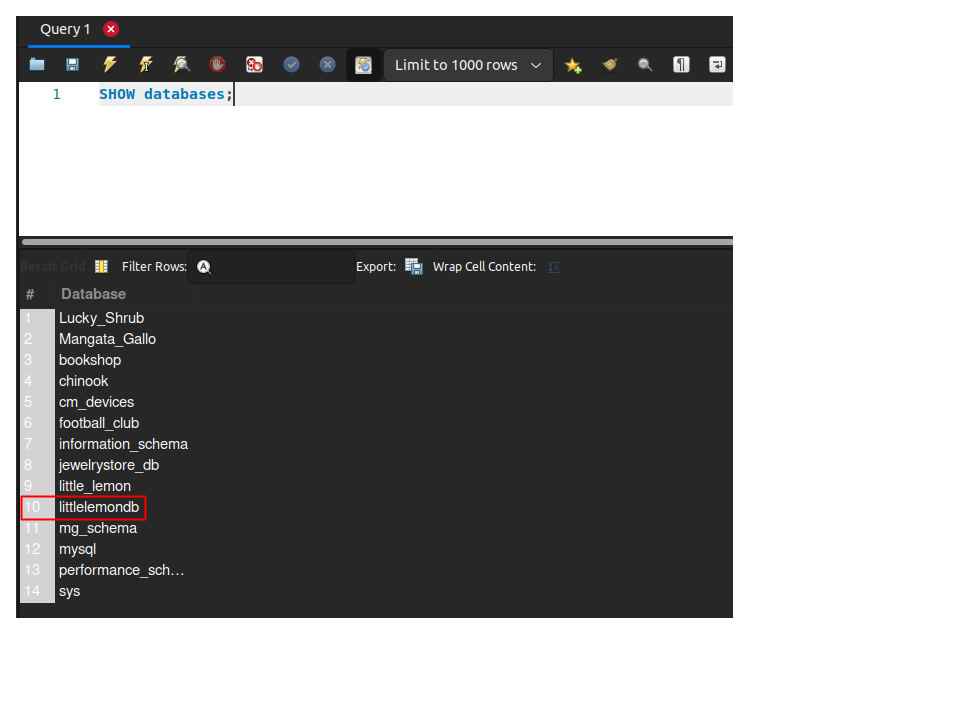 Query 1
Limit to 1000 rows
1 SHOW databases;
Result Grid Filter Rows: Export: Wrap Cell Content:
# Database
1 Lucky_Shrub
2 Mangata_Gallo
3 bookshop
4 chinook
5 cm_devices
6 football_club
7 information_schema
8 jewelrystore_db
9 little_lemon
10 littlelemondb
11 mg_schema
12 mysql
13 performance_sch…
14 sys